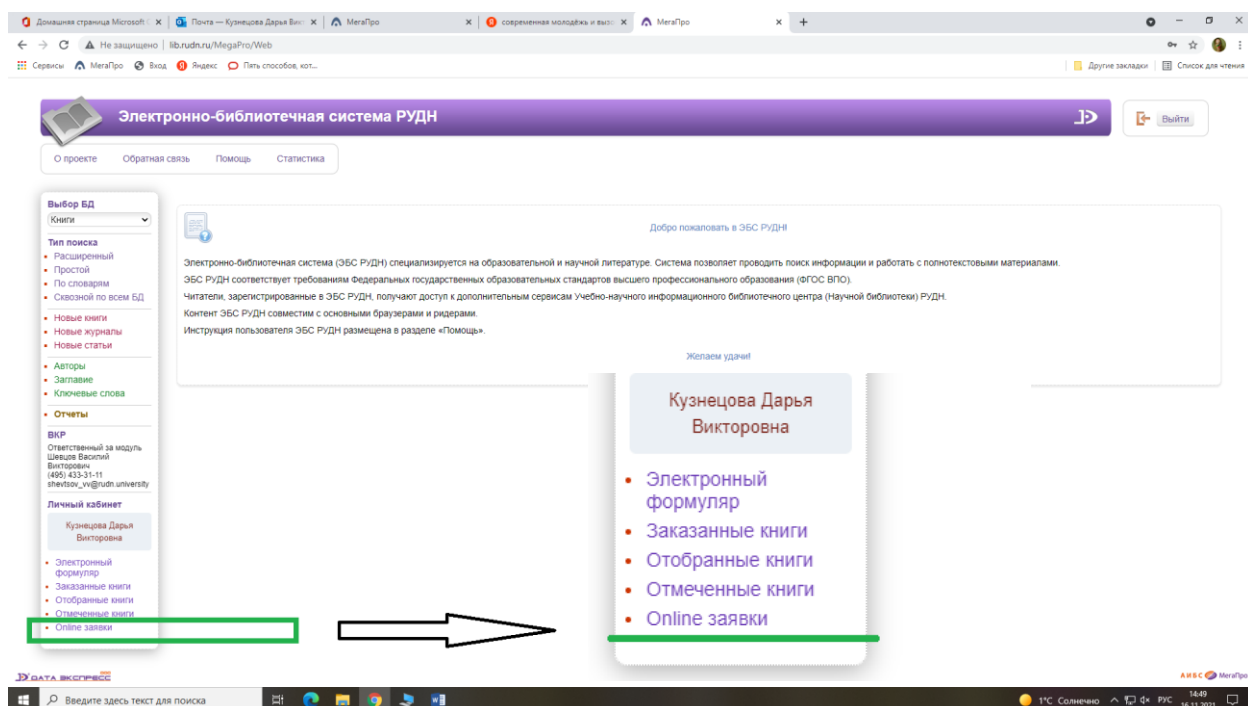 Домашняя страница Microsoft
Почта — Кузнецова Дарья Викт
МегаПро
современная молодёжь и вызо
МегаПро
Не защищено | lib.rudn.ru/MegaPro/Web
Сервисы
МегаПро
Вход
Яндекс
Пять способов, кот...
Другие закладки
Список для чтения
Электронно-библиотечная система РУДН
Выйти
О проекте
Обратная связь
Помощь
Статистика
Выбор БД
Книги
Тип поиска
Расширенный
Простой
По словарям
Сквозной по всем БД
Новые книги
Новые журналы
Новые статьи
Авторы
Заглавие
Ключевые слова
Отчеты
ВКР
Ответственный за модуль
Шевцов Василий
Викторович
(495) 433-31-11
shevtsov_vv@rudn.university
Личный кабинет
Кузнецова Дарья
Викторовна
Электронный
формуляр
Заказанные книги
Отобранные книги
Отмеченные книги
Online заявки
Добро пожаловать в ЭБС РУДН!
Электронно-библиотечная система (ЭБС РУДН) специализируется на образовательной и научной литературе. Система позволяет проводить поиск информации и работать с полнотекстовыми материалами.
ЭБС РУДН соответствует требованиям Федеральных государственных образовательных стандартов высшего профессионального образования (ФГОС ВПО).
Читатели, зарегистрированные в ЭБС РУДН, получают доступ к дополнительным сервисам Учебно-научного информационного библиотечного центра (Научной библиотеки) РУДН.
Контент ЭБС РУДН совместим с основными браузерами и ридерами.
Инструкция пользователя ЭБС РУДН размещена в разделе «Помощь».
Желаем удачи!
Кузнецова Дарья
Викторовна
Электронный
формуляр
Заказанные книги
Отобранные книги
Отмеченные книги
Online заявки
ДАТА ЭКСПРЕСС
АИБС МегаПро
Введите здесь текст для поиска
1°C Солнечно
РУС
14:49
16.11.2021